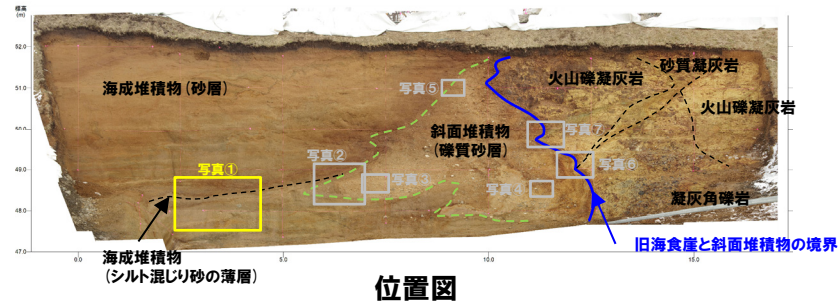 標高
(m)
52.0
51.0
50.0
49.0
48.0
47.0
0.0
5.0
10.0
15.0
海成堆積物(砂層)
写真①
写真②
写真③
写真④
写真⑤
写真⑥
写真⑦
斜面堆積物
(礫質砂層)
火山礫凝灰岩
砂質凝灰岩
火山礫凝灰岩
凝灰角礫岩
海成堆積物
(シルト混じり砂の薄層)
旧海食崖と斜面堆積物の境界
位置図